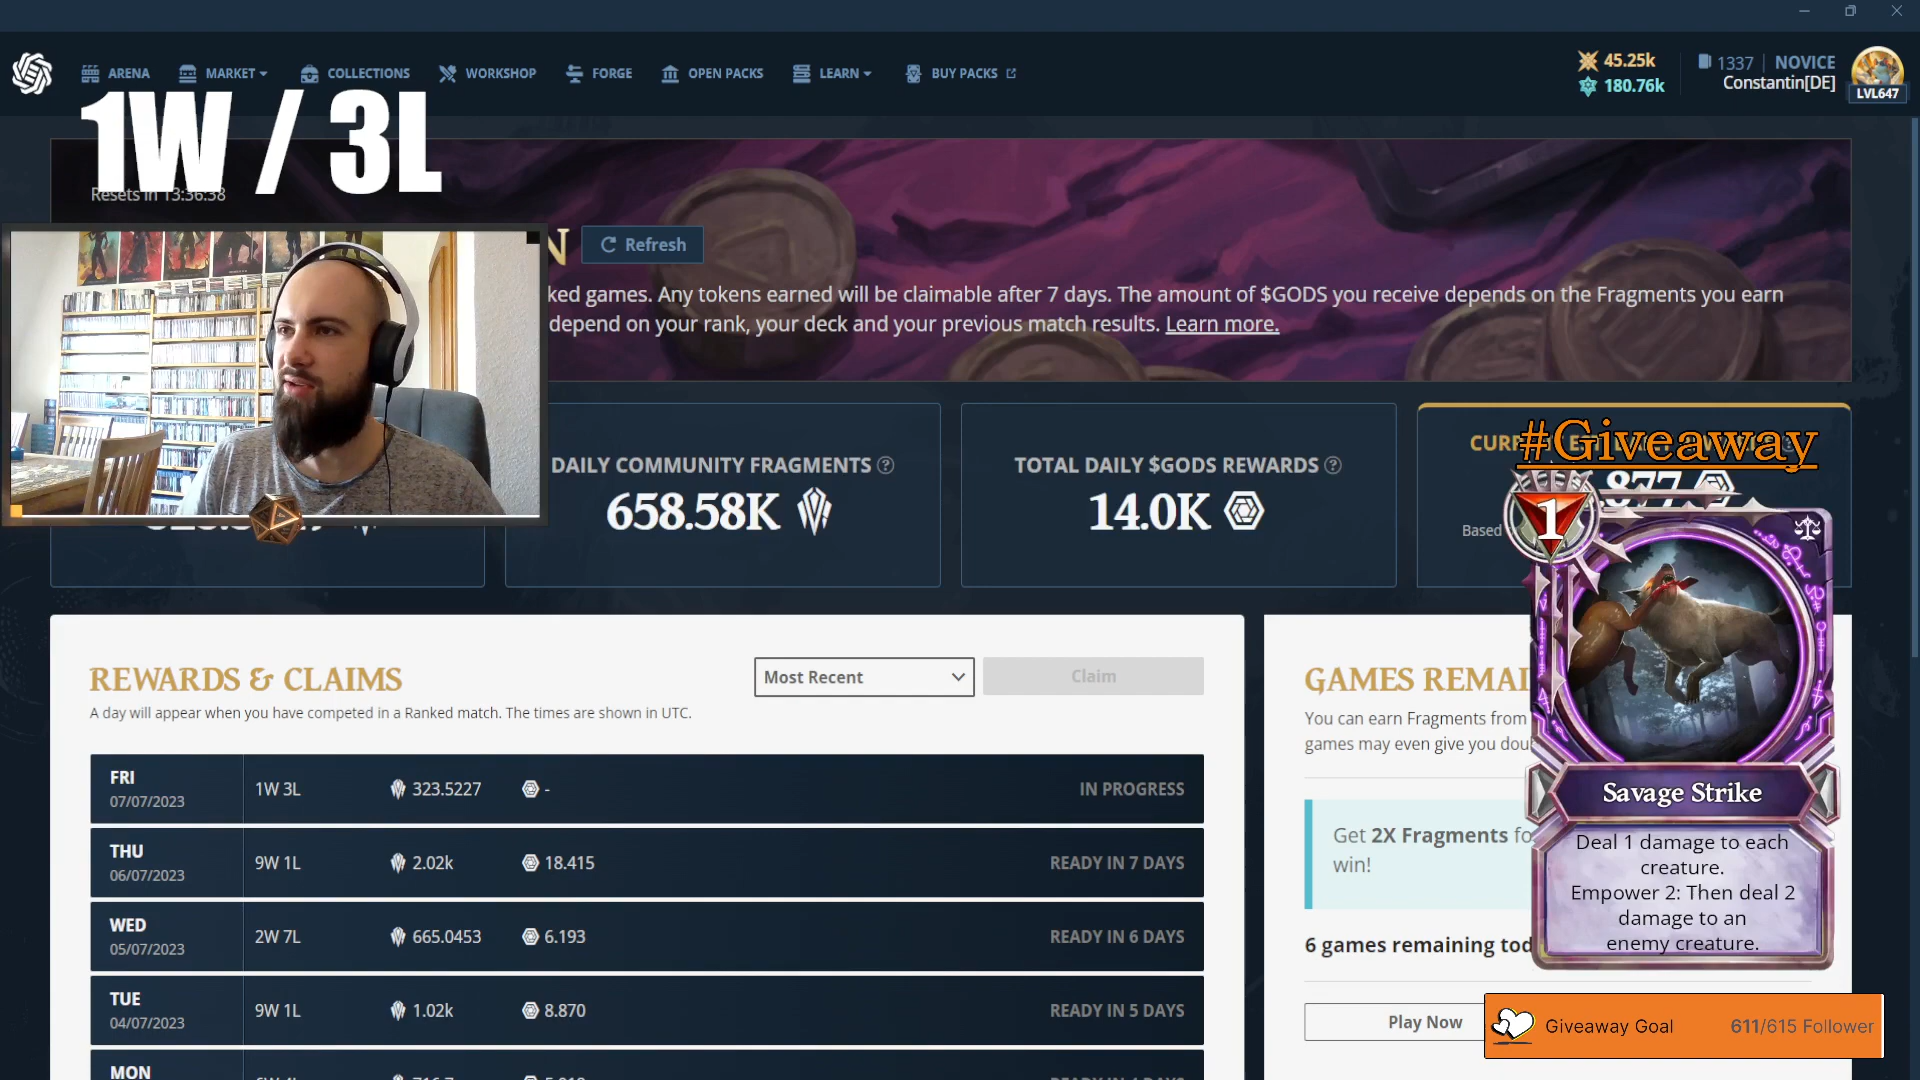 ARENA
MARKET
COLLECTIONS
WORKSHOP
FORGE
OPEN PACKS
LEARN
BUY PACKS
45.25k
180.76k
1337 | NOVICE
Constantin[DE]
LVL647
1W / 3L
Resets in 13:36:38
N
Refresh
ked games. Any tokens earned will be claimable after 7 days. The amount of $GODS you receive depends on the Fragments you earn
depend on your rank, your deck and your previous match results. Learn more.
DAILY COMMUNITY FRAGMENTS
658.58K
TOTAL DAILY $GODS REWARDS
14.0K
#Giveaway
.877
Based
1
Savage Strike
Deal 1 damage to each
creature.
Empower 2: Then deal 2
damage to an
enemy creature.
REWARDS & CLAIMS
A day will appear when you have competed in a Ranked match. The times are shown in UTC.
Most Recent
Claim
FRI
07/07/2023
1W 3L
323.5227
-
IN PROGRESS
THU
06/07/2023
9W 1L
2.02k
18.415
READY IN 7 DAYS
WED
05/07/2023
2W 7L
665.0453
6.193
READY IN 6 DAYS
TUE
04/07/2023
9W 1L
1.02k
8.870
READY IN 5 DAYS
MON
GAMES REMAI
You can earn Fragments from
games may even give you dou
Get 2X Fragments fo
win!
6 games remaining tod
Play Now
Giveaway Goal
611/615 Follower